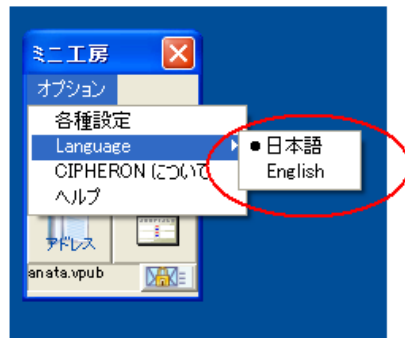 ミニ工房
オプション
各種設定
Language
日本語
English
CIPHERON について
ヘルプ
アドレス
anata.vpub